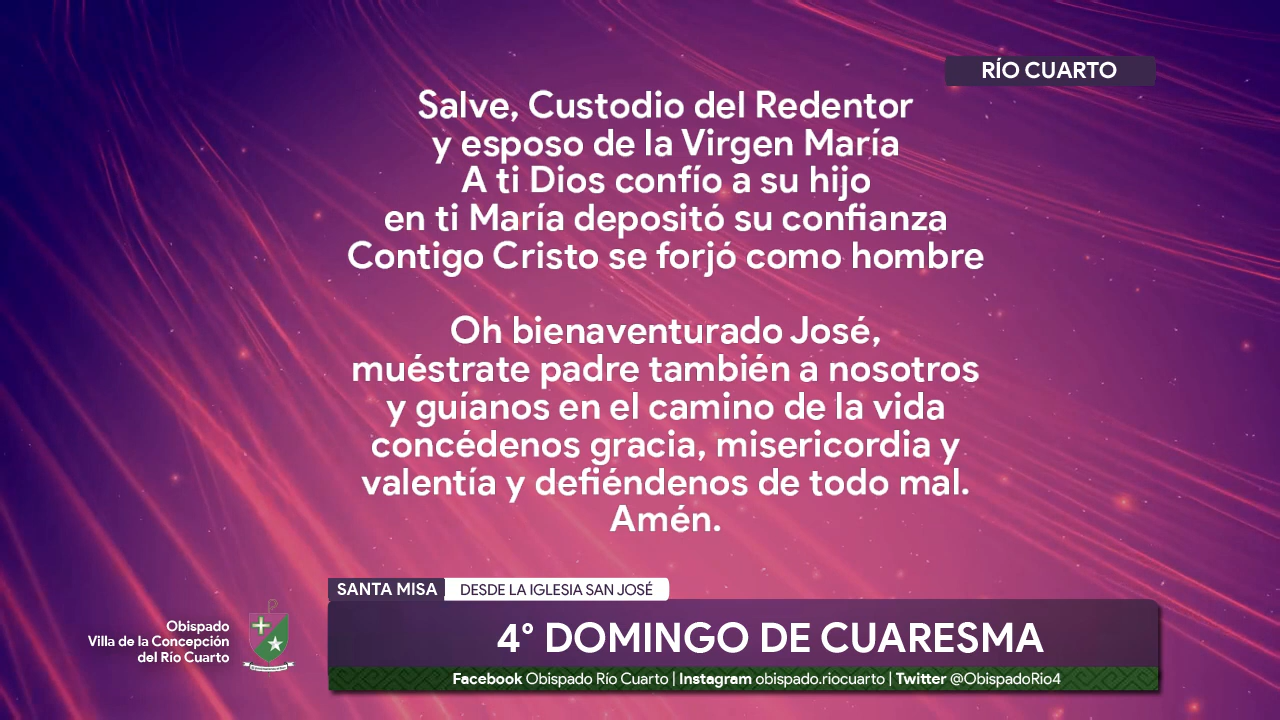 RÍO CUARTO
Salve, Custodio del Redentor
y esposo de la Virgen María
A ti Dios confío a su hijo
en ti María depositó su confianza
Contigo Cristo se forjó como hombre
Oh bienaventurado José,
muéstrate padre también a nosotros
y guíanos en el camino de la vida
concédenos gracia, misericordia y
valentía y defiéndenos de todo mal.
Amén.
SANTA MISA DESDE LA IGLESIA SAN JOSÉ
Obispado
Villa de la Concepción
del Río Cuarto
4° DOMINGO DE CUARESMA
Facebook Obispado Río Cuarto | Instagram obispado.riocuarto | Twitter @ObispadoRio4